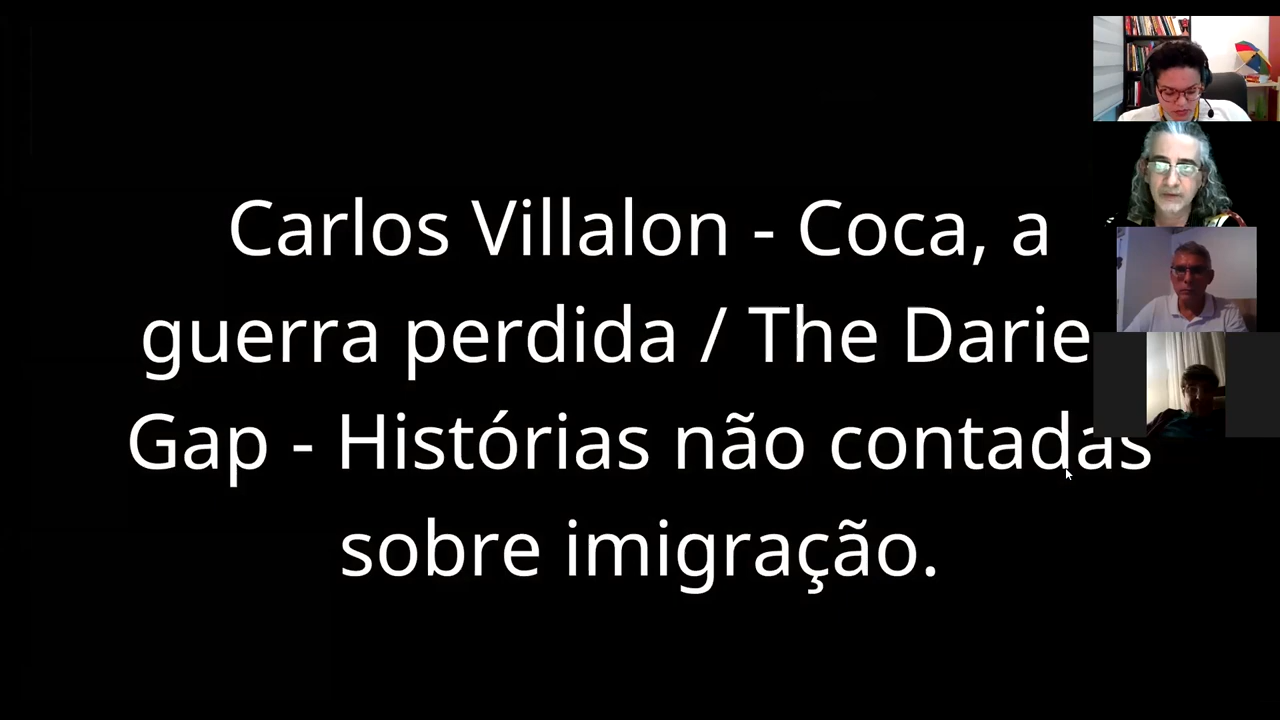 Carlos Villalon - Coca, a
guerra perdida / The Darie
Gap - Histórias não contadas
sobre imigração.